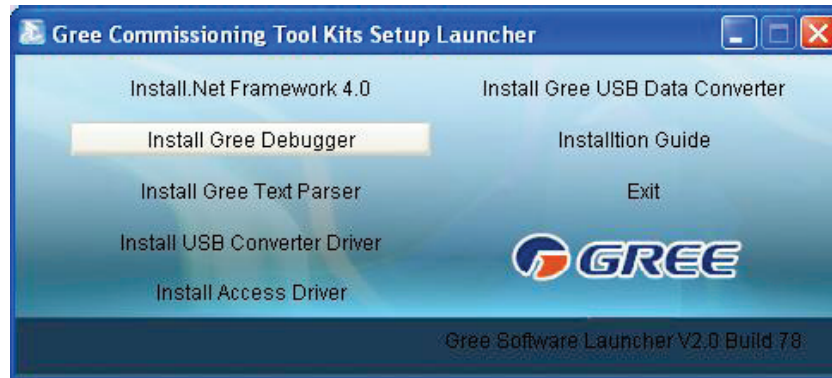 Gree Commissioning Tool Kits Setup Launcher
Install.Net Framework 4.0
Install Gree USB Data Converter
Install Gree Debugger
Installtion Guide
Install Gree Text Parser
Exit
Install USB Converter Driver
Install Access Driver
GREE
Gree Software Launcher V2.0 Build 78